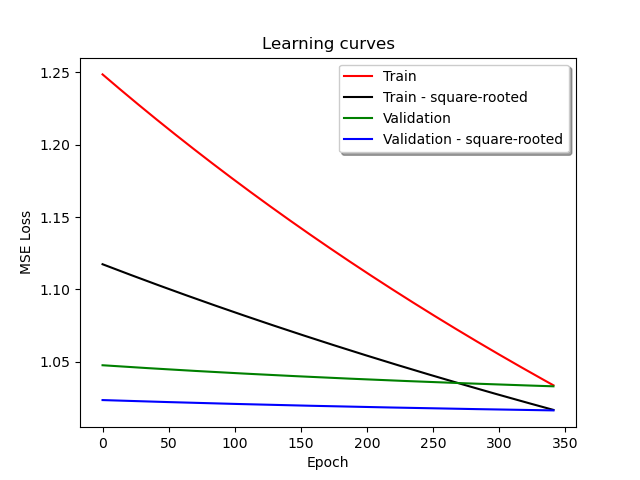 Learning curves
Train
Train - square-rooted
Validation
Validation - square-rooted
MSE Loss
1.25
1.20
1.15
1.10
1.05
0 50 100 150 200 250 300 350
Epoch